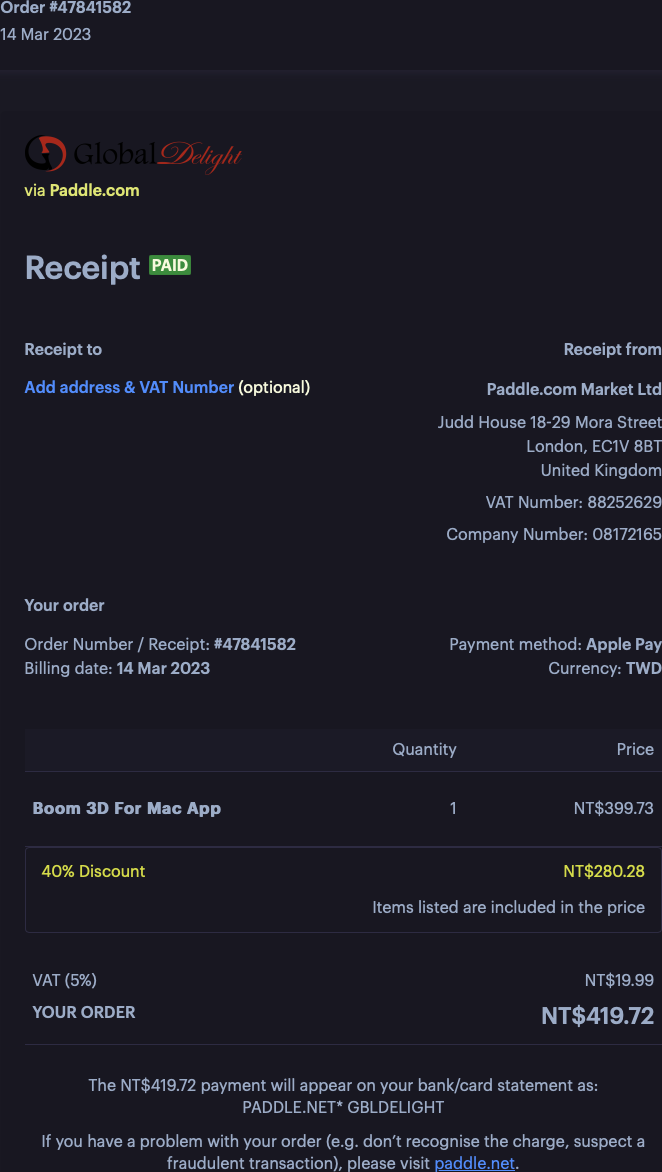 Order #47841582
14 Mar 2023
Global Delight
via Paddle.com
Receipt PAID
Receipt to
Receipt from
Add address & VAT Number (optional)
Paddle.com Market Ltd
Judd House 18-29 Mora Street
London, EC1V 8BT
United Kingdom
VAT Number: 88252629
Company Number: 08172165
Your order
Order Number / Receipt: #47841582
Payment method: Apple Pay
Billing date: 14 Mar 2023
Currency: TWD
Quantity Price
Boom 3D For Mac App 1 NT$399.73
40% Discount NT$280.28
Items listed are included in the price
VAT (5%) NT$19.99
YOUR ORDER NT$419.72
The NT$419.72 payment will appear on your bank/card statement as:
PADDLE.NET* GBLDELIGHT
If you have a problem with your order (e.g. don’t recognise the charge, suspect a
fraudulent transaction), please visit paddle.net.